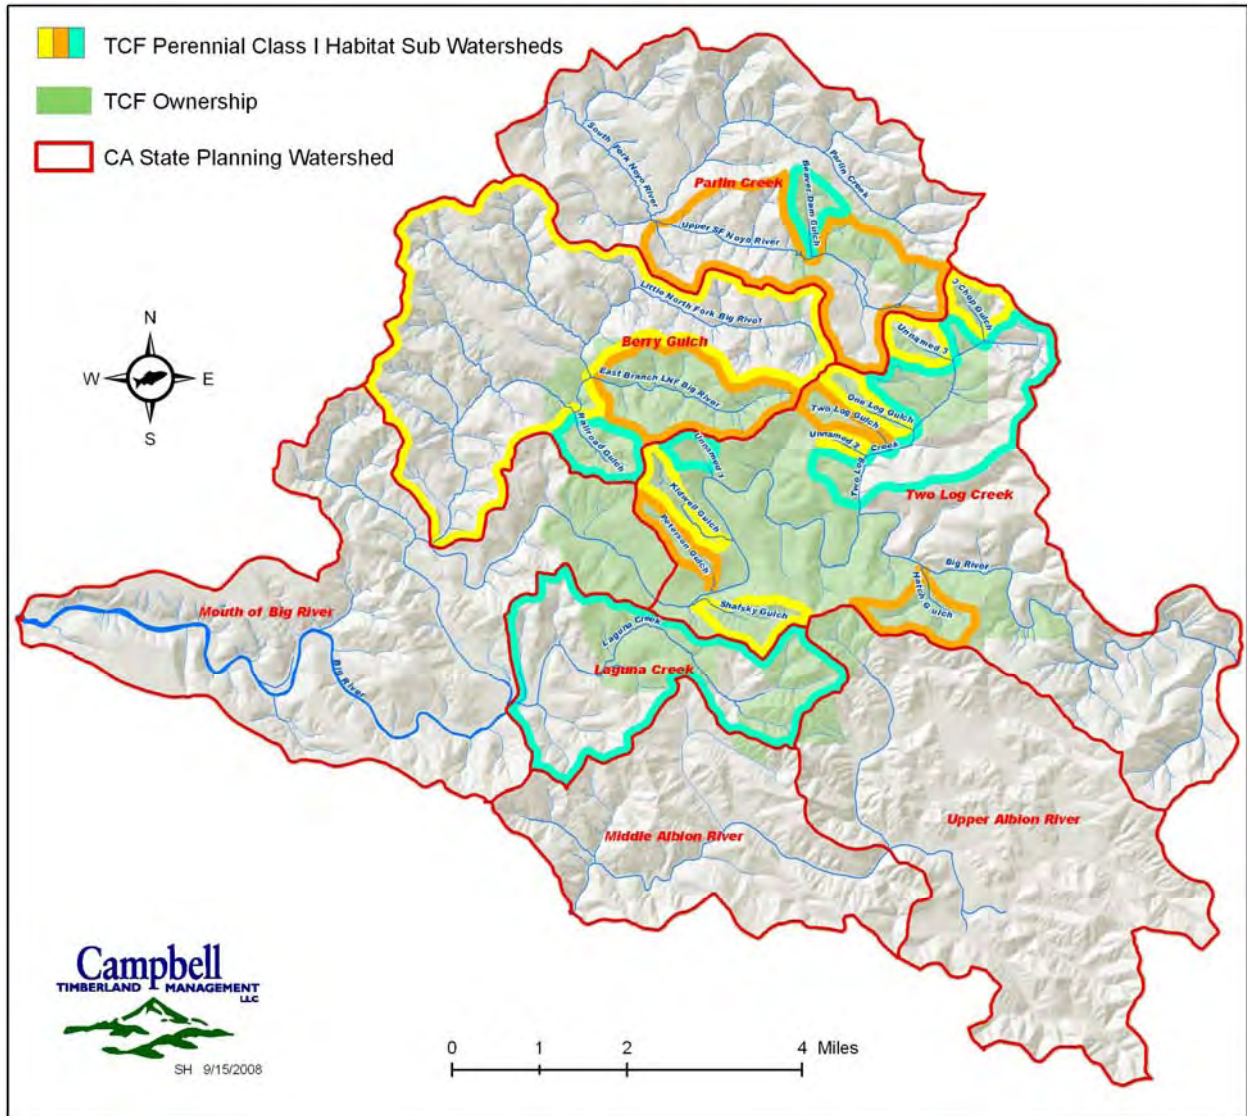 TCF Perennial Class I Habitat Sub Watersheds
TCF Ownership
CA State Planning Watershed
South Fork Noyo River
Parlin Creek
Beaver Dam Gulch
Parlin Creek
Upper SF Noyo River
Little North Fork Big River
3 Chop Gulch
Unnamed 3
Berry Gulch
East Branch LNF Big River
One Log Gulch
Two Log Gulch
Unnamed 2
Two Log Creek
Railroad Gulch
Unnamed 1
Kidwell Gulch
Peterson Gulch
Two Log Creek
Big River
Hatch Gulch
Shafsky Gulch
Mouth of Big River
Laguna Creek
Laguna Creek
Big River
Middle Albion River
Upper Albion River
N
W
E
S
Campbell
TIMBERLAND MANAGEMENT
LLC
SH 9/15/2008
0 1 2 4 Miles